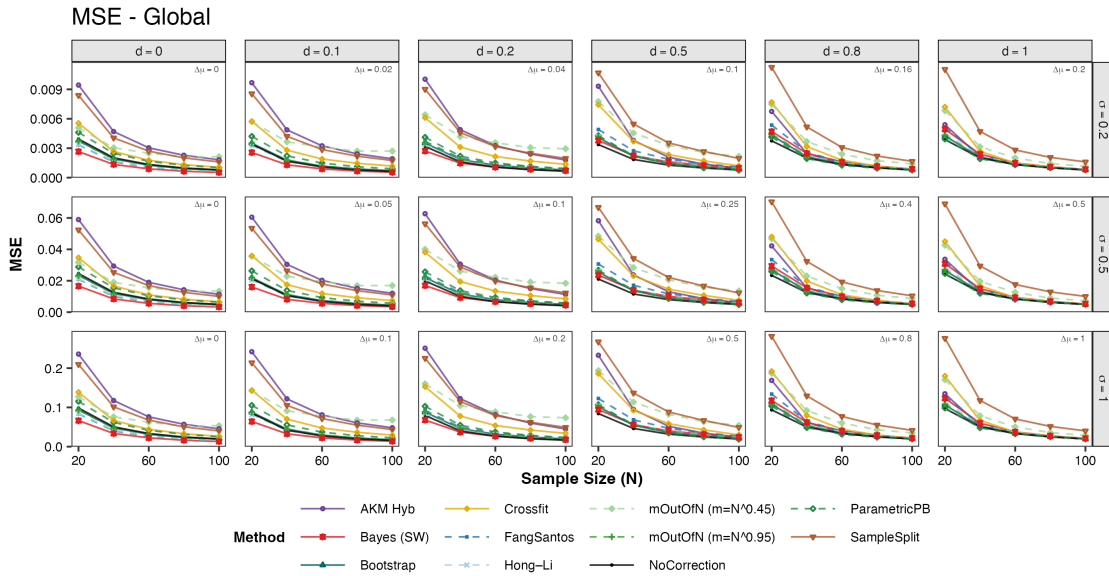 MSE - Global
d = 0 d = 0.1 d = 0.2 d = 0.5 d = 0.8 d = 1
Δμ = 0 Δμ = 0.02 Δμ = 0.04 Δμ = 0.1 Δμ = 0.16 Δμ = 0.2
0.009
0.006
0.003
0.000
σ = 0.2
Δμ = 0 Δμ = 0.05 Δμ = 0.1 Δμ = 0.25 Δμ = 0.4 Δμ = 0.5
0.06
0.04
0.02
0.00
σ = 0.5
MSE
Δμ = 0 Δμ = 0.1 Δμ = 0.2 Δμ = 0.5 Δμ = 0.8 Δμ = 1
0.2
0.1
0.0
σ = 1
20 60 100 20 60 100 20 60 100 20 60 100 20 60 100 20 60 100
Sample Size (N)
Method
AKM Hyb Crossfit mOutOfN (m=N^0.45) ParametricPB
Bayes (SW) FangSantos mOutOfN (m=N^0.95) SampleSplit
Bootstrap Hong–Li NoCorrection